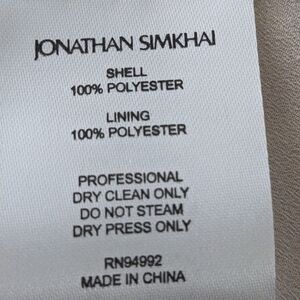 JONATHAN SIMKHAI
SHELL
100% POLYESTER
LINING
100% POLYESTER
PROFESSIONAL
DRY CLEAN ONLY
DO NOT STEAM
DRY PRESS ONLY
RN94992
MADE IN CHINA